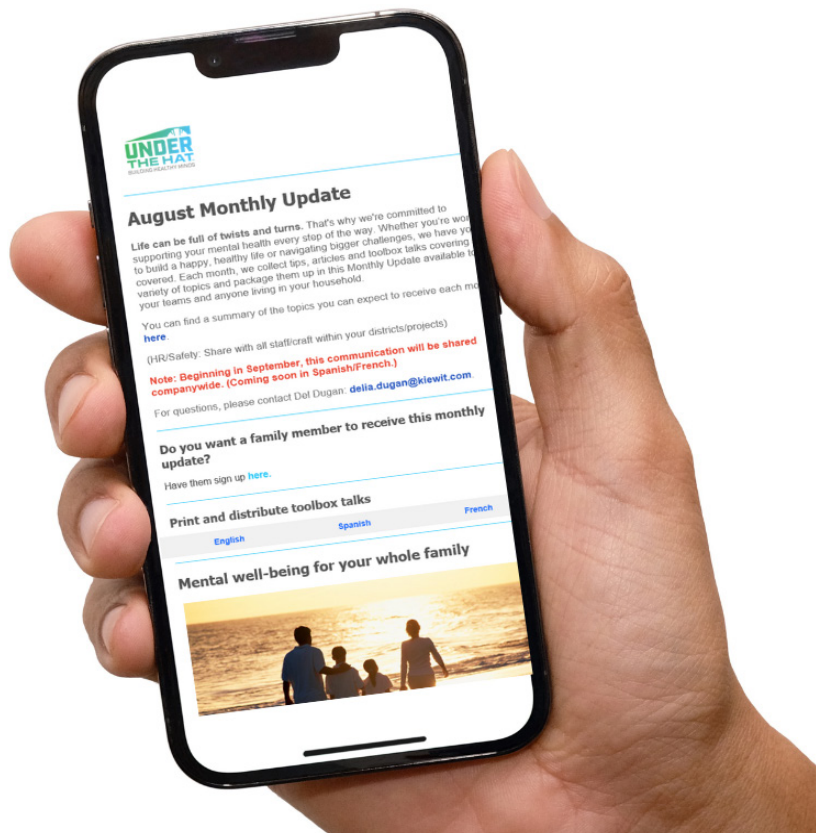 UNDER
THE HAT
BUILDING HEALTHY MINDS
August Monthly Update
Life can be full of twists and turns. That's why we're committed to
supporting your mental health every step of the way. Whether you're wor
to build a happy, healthy life or navigating bigger challenges, we have yo
covered. Each month, we collect tips, articles and toolbox talks covering
variety of topics and package them up in this Monthly Update available to
your teams and anyone living in your household.
You can find a summary of the topics you can expect to receive each mo
here.
(HR/Safety: Share with all staff/craft within your districts/projects)
Note: Beginning in September, this communication will be shared
companywide. (Coming soon in Spanish/French.)
For questions, please contact Del Dugan: delia.dugan@kiewit.com.
Do you want a family member to receive this monthly
update?
Have them sign up here.
Print and distribute toolbox talks
English Spanish French
Mental well-being for your whole family